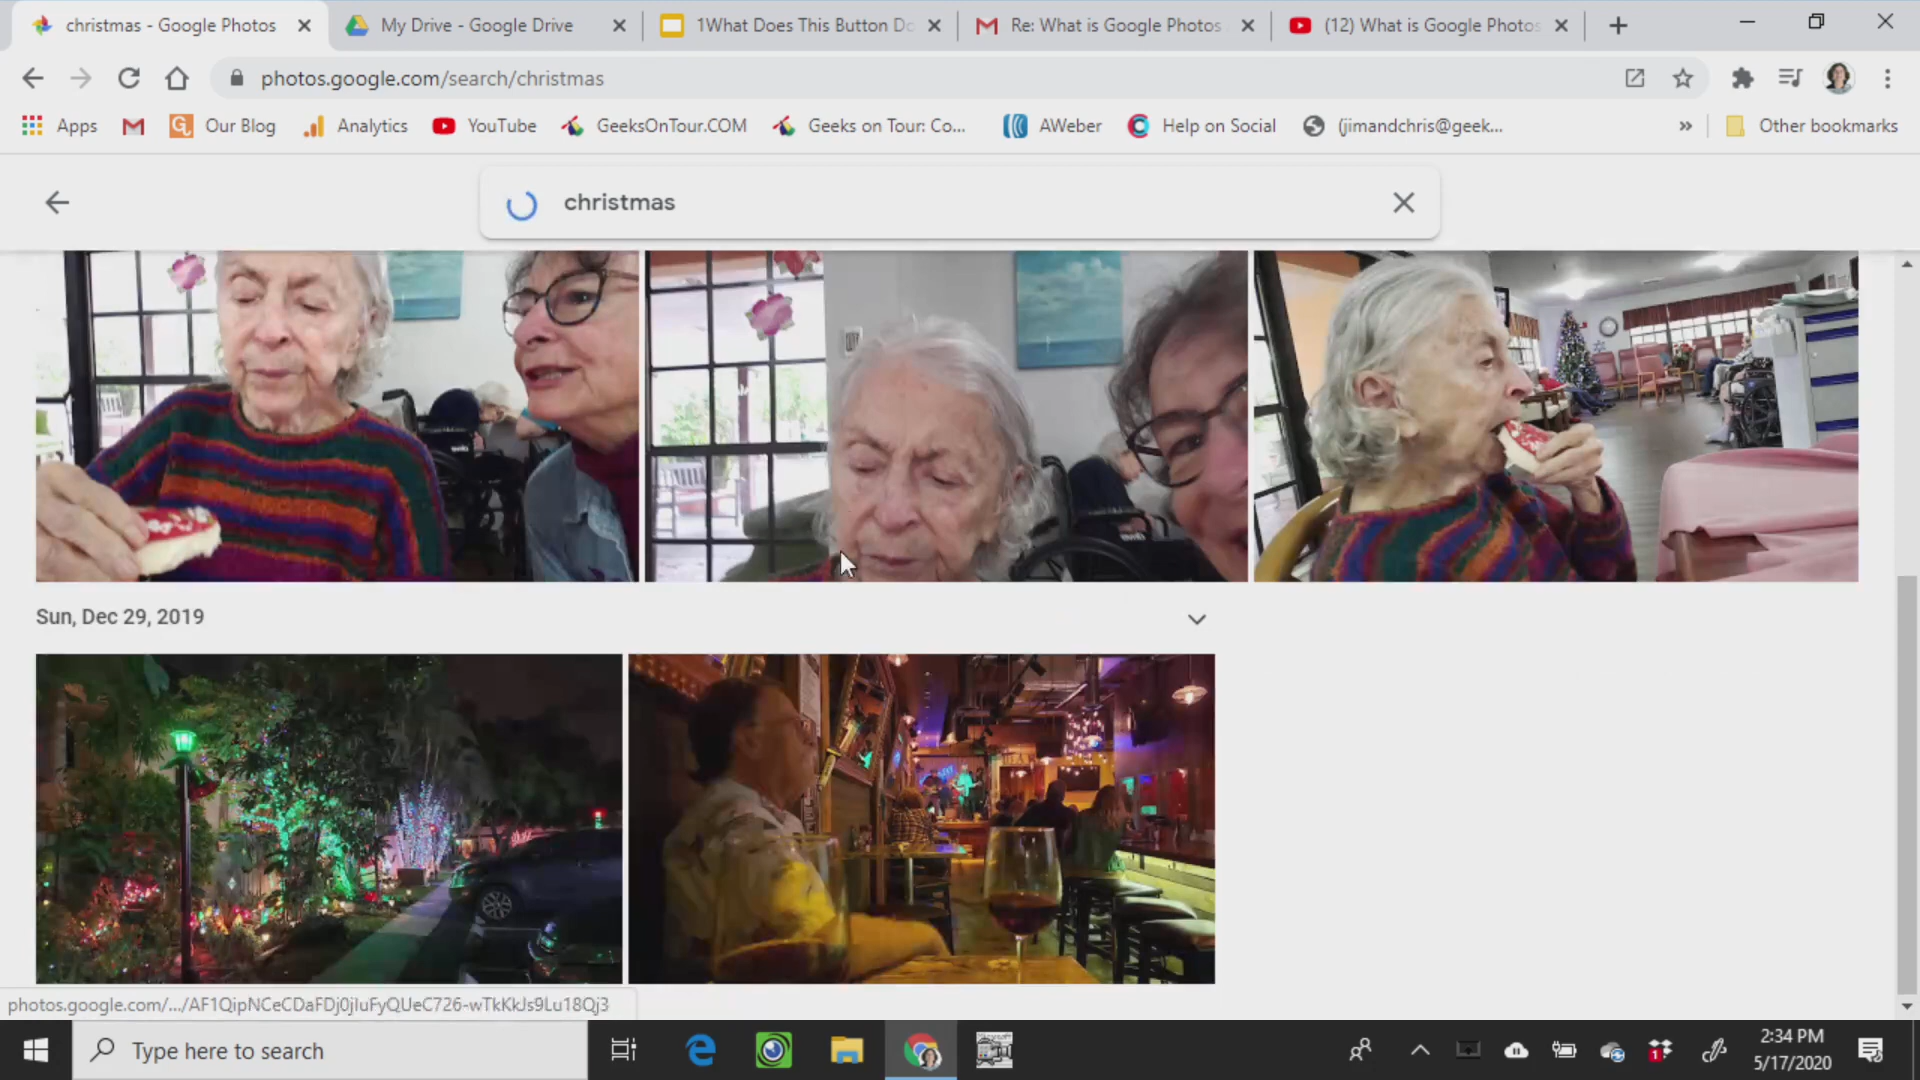 christmas - Google Photos
My Drive - Google Drive
1What Does This Button Do
Re: What is Google Photos
(12) What is Google Photos
photos.google.com/search/christmas
Apps
Our Blog
Analytics
YouTube
GeeksOnTour.COM
Geeks on Tour: Co...
AWeber
Help on Social
(jimandchris@geek...
»
Other bookmarks
christmas
Sun, Dec 29, 2019
photos.google.com/.../AF1QipNCeCDaFDj0jIuFyQUeC726-wTkKkJs9Lu18Qj3
Type here to search
1
2:34 PM
5/17/2020